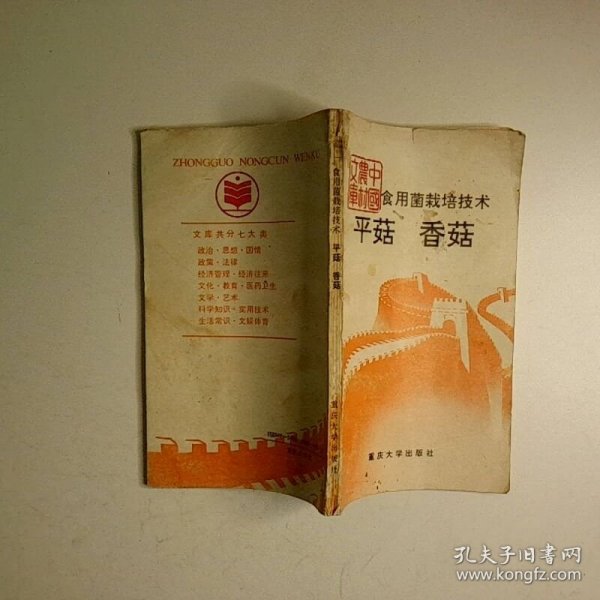 ZHONGGUO NONGCUN WENKU
文库共分七大类
政治·思想·国情
政策·法律
经济管理·经济往来
文化·教育·医药卫生
文学·艺术
科学知识·实用技术
生活常识·文娱体育
食用菌栽培技术 平菇 香菇
重庆大学出版社
中國農村文庫
食用菌栽培技术
平菇 香菇
重庆大学出版社
孔夫子旧书网
www.kongfz.com